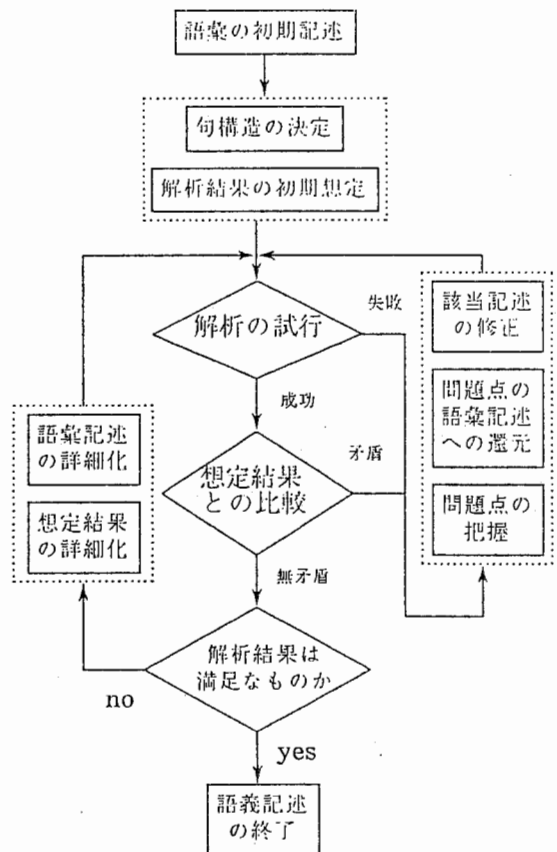 語彙の初期記述
句構造の決定
解析結果の初期想定
解析の試行
失敗
成功
想定結果
との比較
矛盾
無矛盾
解析結果は
満足なものか
no
yes
語義記述
の終了
語彙記述
の詳細化
想定結果
の詳細化
該当記述
の修正
問題点の
語彙記述
への還元
問題点の
把握